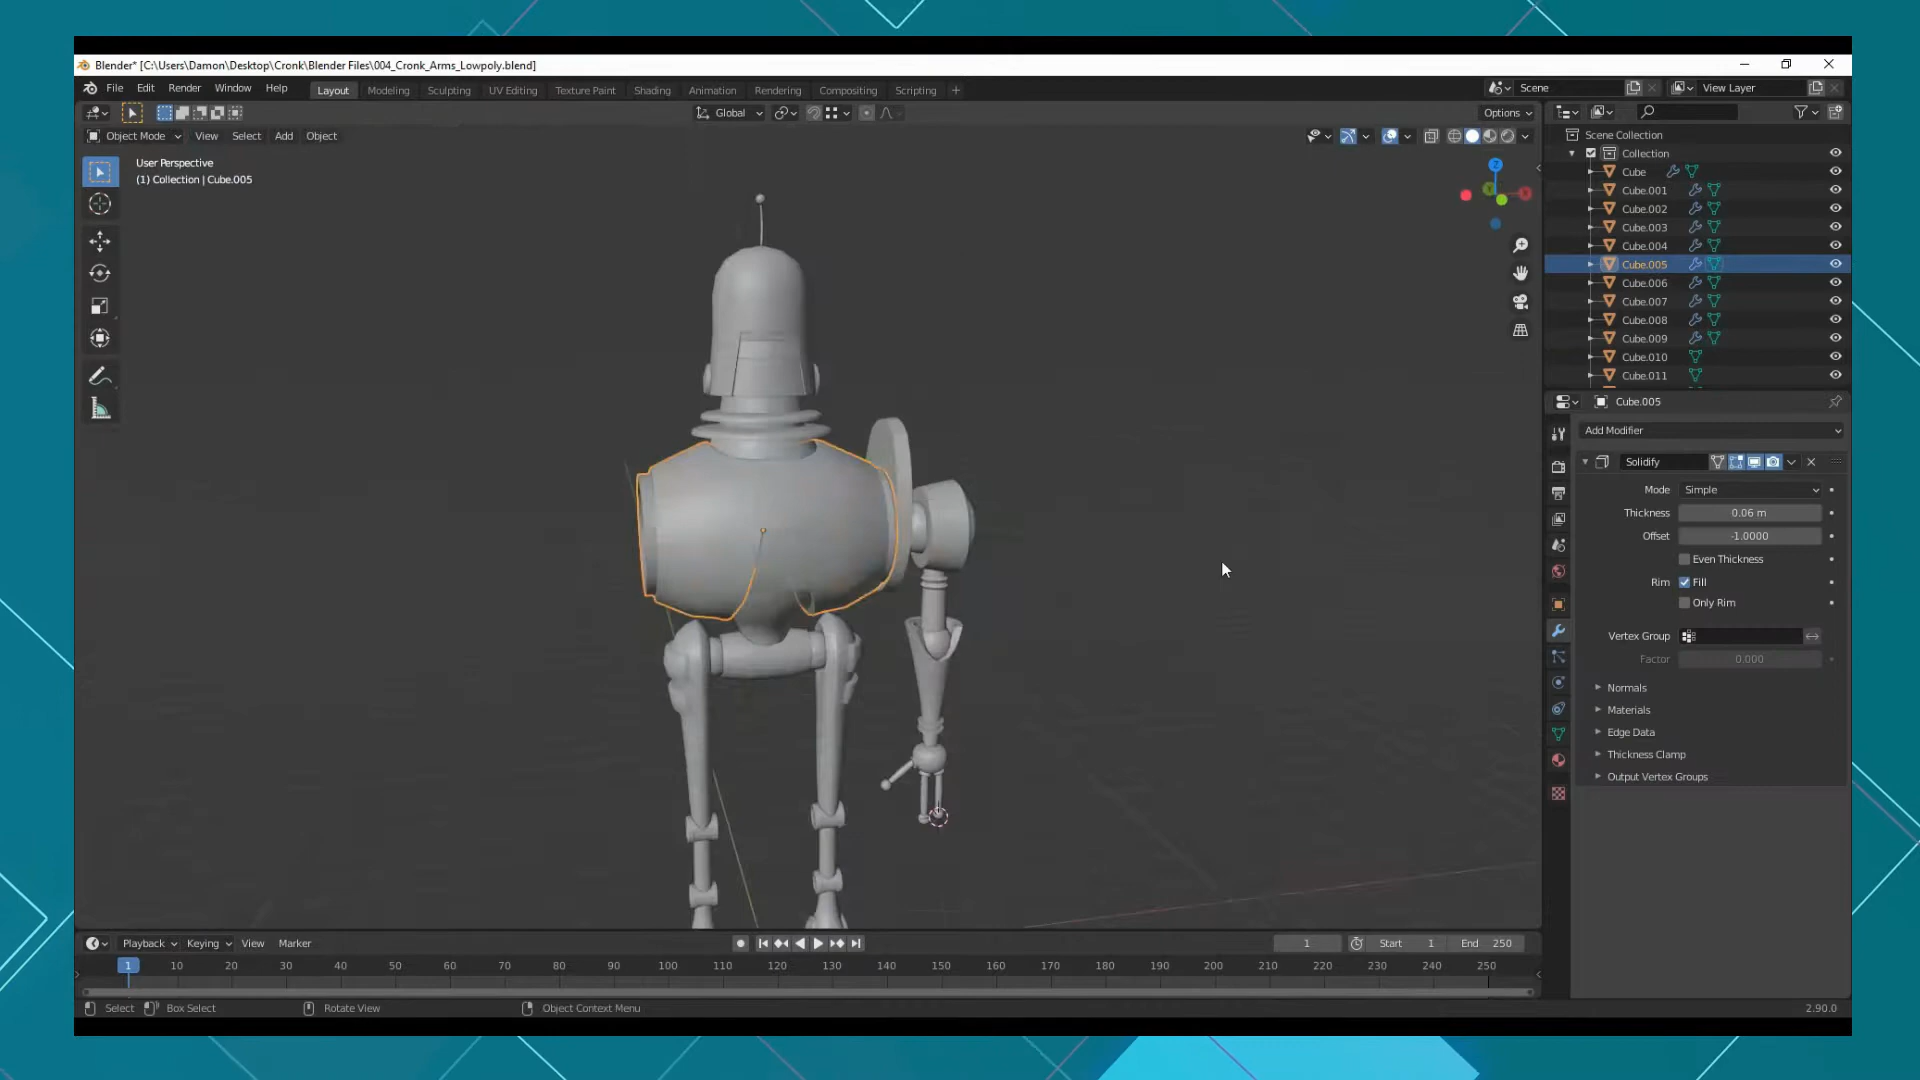 Blender* [C:\Users\Damon\Desktop\Cronk\Blender Files\004_Cronk_Arms_Lowpoly.blend]
File Edit Render Window Help Layout Modeling Sculpting UV Editing Texture Paint Shading Animation Rendering Compositing Scripting + Scene View Layer
Global Options
Object Mode View Select Add Object
User Perspective
(1) Collection | Cube.005
Z
X
Scene Collection
Collection
Cube
Cube.001
Cube.002
Cube.003
Cube.004
Cube.005
Cube.006
Cube.007
Cube.008
Cube.009
Cube.010
Cube.011
Cube.005
Add Modifier
Solidify
Mode Simple
Thickness 0.06 m
Offset -1.0000
Even Thickness
Rim Fill
Only Rim
Vertex Group
Factor 0.000
Normals
Materials
Edge Data
Thickness Clamp
Output Vertex Groups
Playback Keying View Marker 1 Start 1 End 250
1 10 20 30 40 50 60 70 80 90 100 110 120 130 140 150 160 170 180 190 200 210 220 230 240 250
Select Box Select Rotate View Object Context Menu 2.90.0